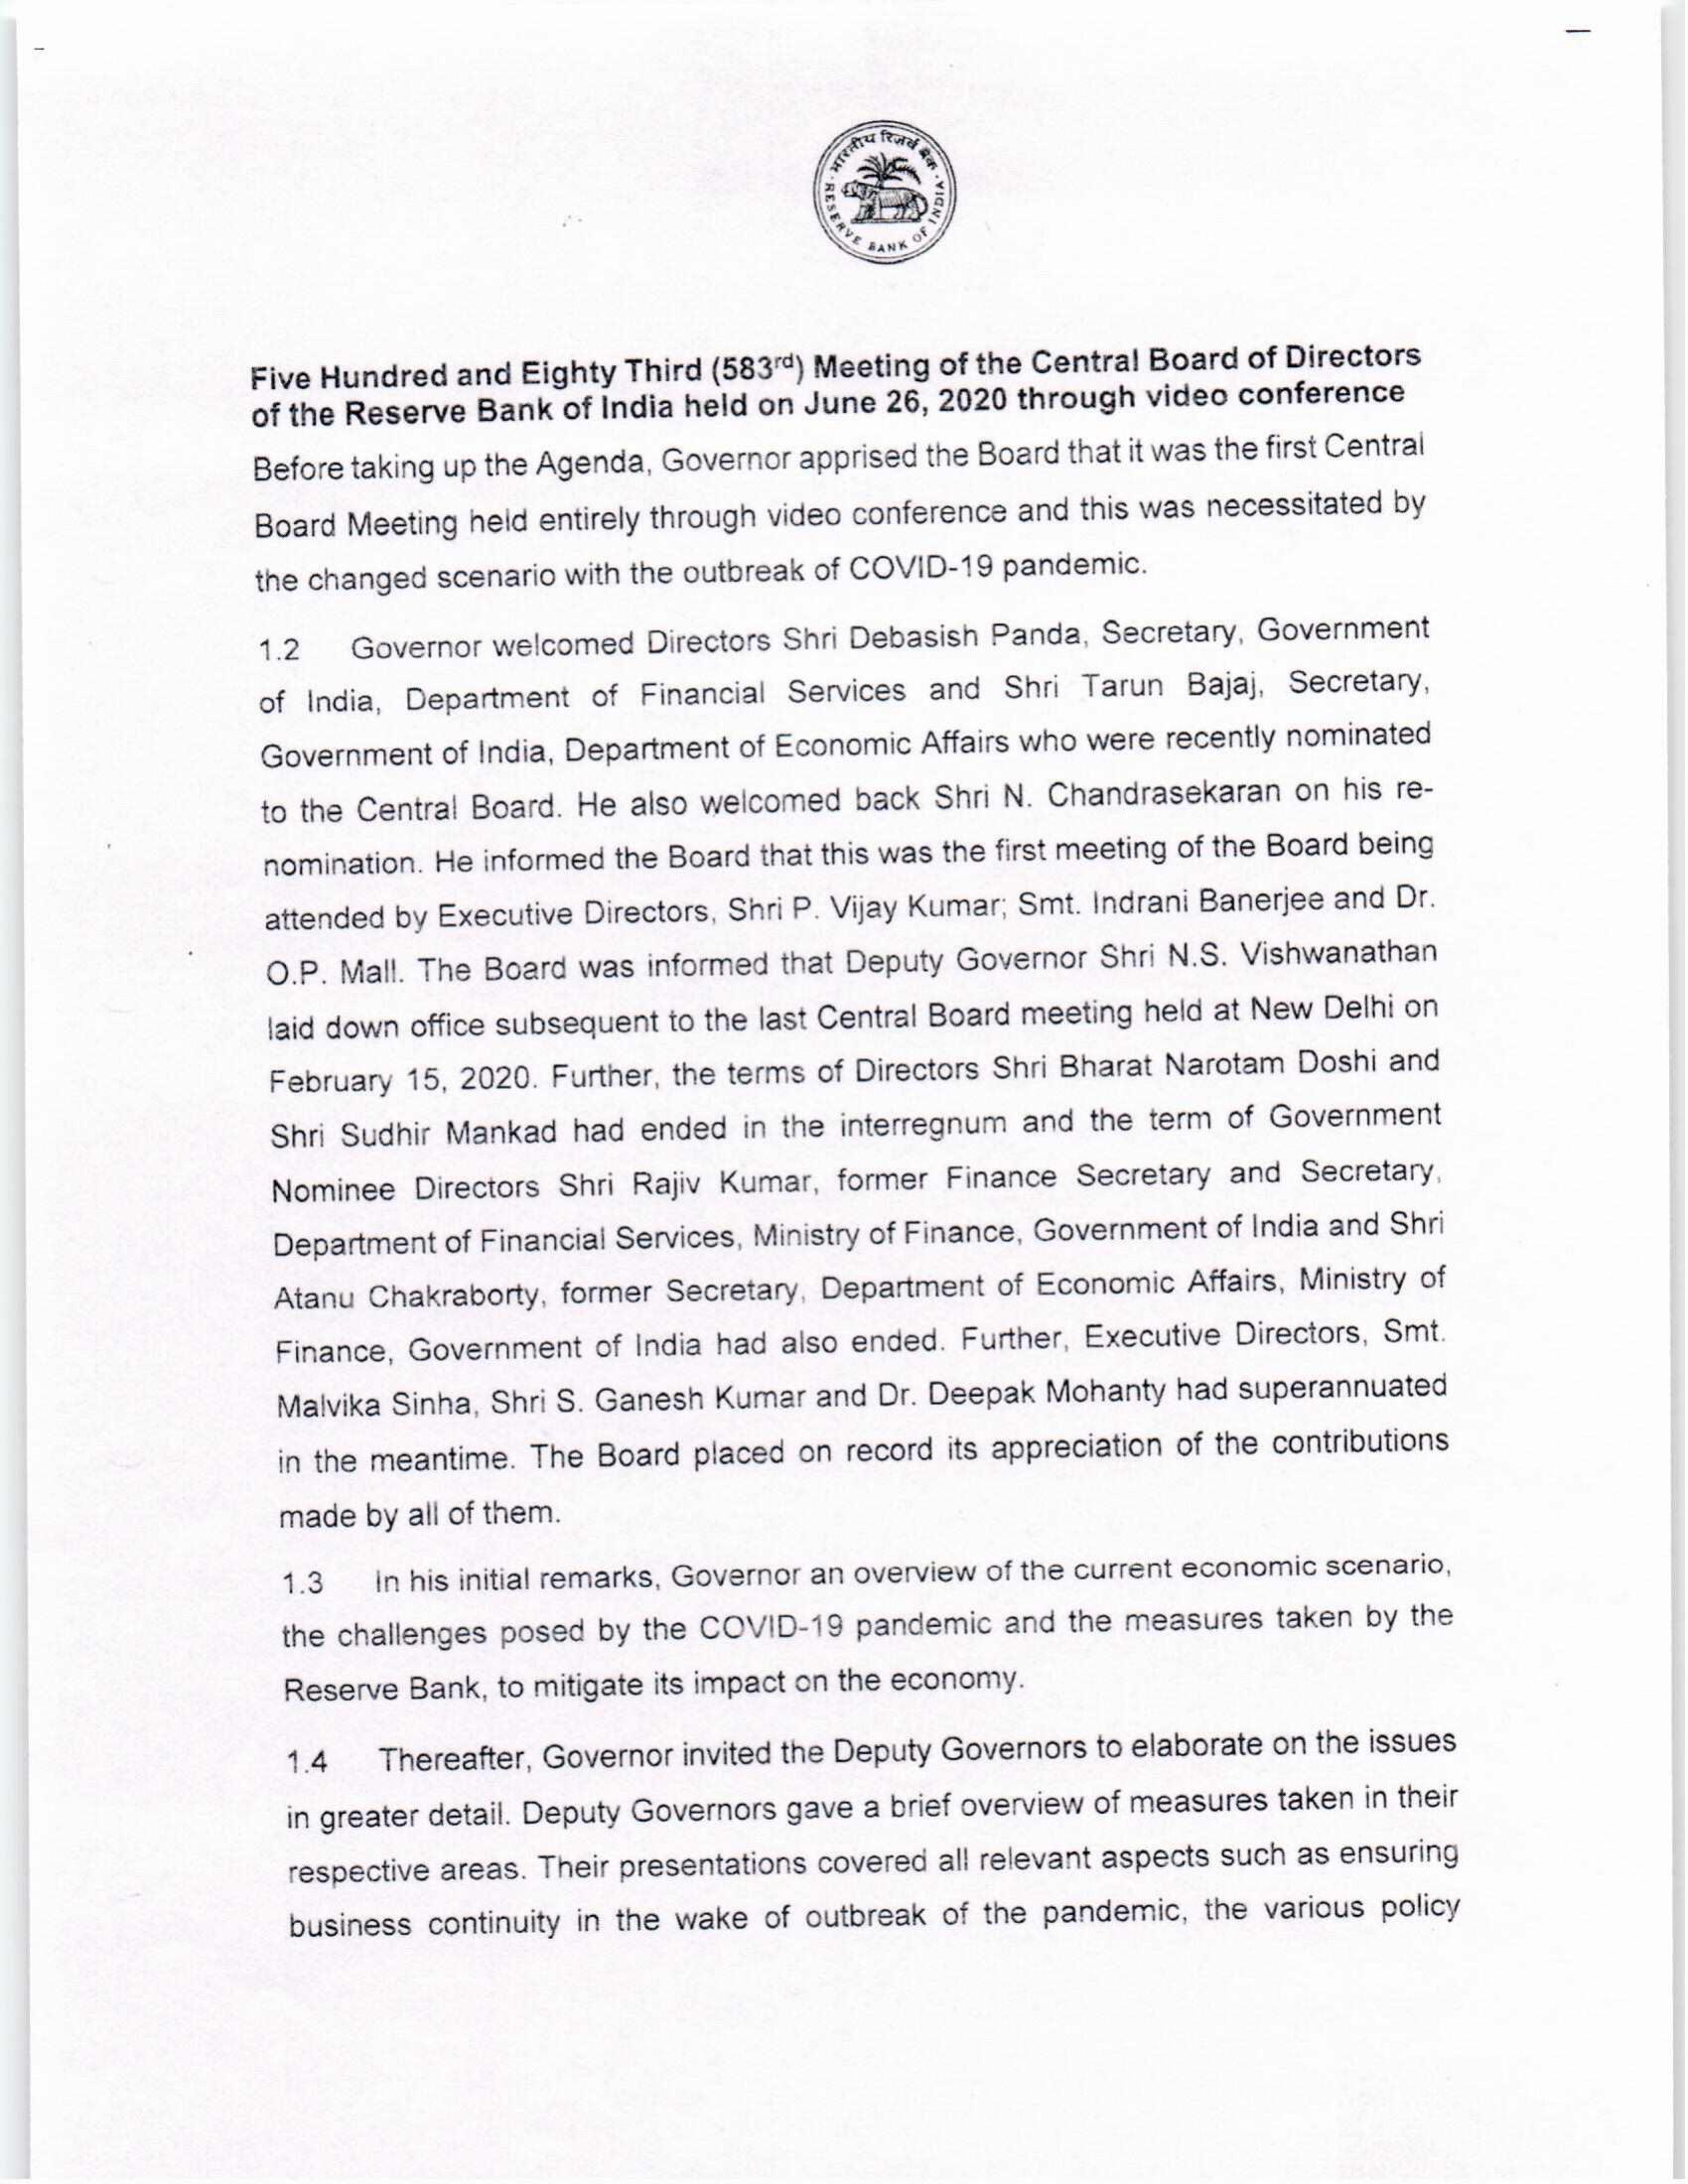 भारतीय रिज़र्व बैंक
RESERVE BANK OF INDIA
Five Hundred and Eighty Third (583rd) Meeting of the Central Board of Directors
of the Reserve Bank of India held on June 26, 2020 through video conference
Before taking up the Agenda, Governor apprised the Board that it was the first Central
Board Meeting held entirely through video conference and this was necessitated by
the changed scenario with the outbreak of COVID-19 pandemic.
1.2 Governor welcomed Directors Shri Debasish Panda, Secretary, Government
of India, Department of Financial Services and Shri Tarun Bajaj, Secretary,
Government of India, Department of Economic Affairs who were recently nominated
to the Central Board. He also welcomed back Shri N. Chandrasekaran on his re-
nomination. He informed the Board that this was the first meeting of the Board being
attended by Executive Directors, Shri P. Vijay Kumar; Smt. Indrani Banerjee and Dr.
O.P. Mall. The Board was informed that Deputy Governor Shri N.S. Vishwanathan
laid down office subsequent to the last Central Board meeting held at New Delhi on
February 15, 2020. Further, the terms of Directors Shri Bharat Narotam Doshi and
Shri Sudhir Mankad had ended in the interregnum and the term of Government
Nominee Directors Shri Rajiv Kumar, former Finance Secretary and Secretary,
Department of Financial Services, Ministry of Finance, Government of India and Shri
Atanu Chakraborty, former Secretary, Department of Economic Affairs, Ministry of
Finance, Government of India had also ended. Further, Executive Directors, Smt.
Malvika Sinha, Shri S. Ganesh Kumar and Dr. Deepak Mohanty had superannuated
in the meantime. The Board placed on record its appreciation of the contributions
made by all of them.
1.3 In his initial remarks, Governor an overview of the current economic scenario,
the challenges posed by the COVID-19 pandemic and the measures taken by the
Reserve Bank, to mitigate its impact on the economy.
1.4 Thereafter, Governor invited the Deputy Governors to elaborate on the issues
in greater detail. Deputy Governors gave a brief overview of measures taken in their
respective areas. Their presentations covered all relevant aspects such as ensuring
business continuity in the wake of outbreak of the pandemic, the various policy